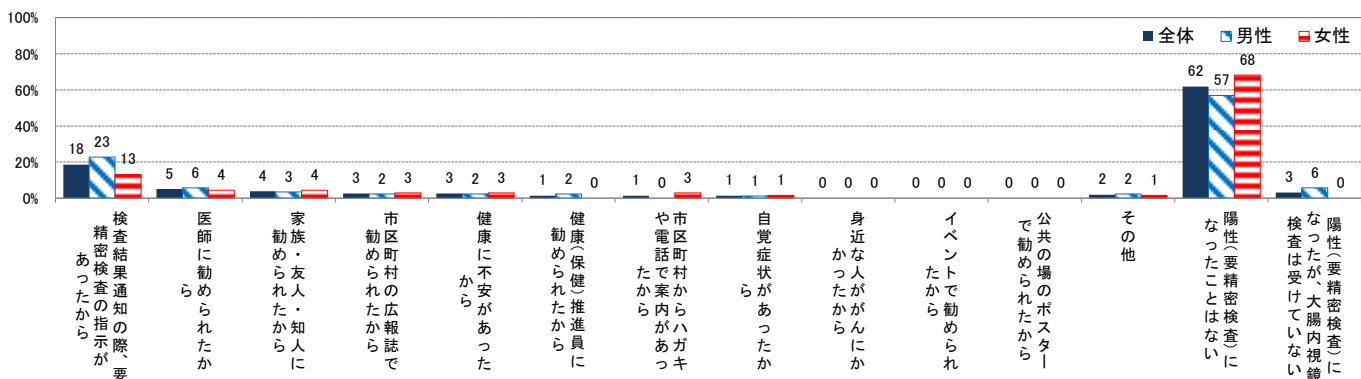 100%
80%
60%
40%
20%
0%
全体 男性 女性
18 23 13
5 6 4
4 3 4
3 2 3
3 2 3
1 2 0
1 0 3
1 1 1
0 0 0
0 0 0
0 0 0
2 2 1
62 57 68
3 6 0
検査結果通知の際、要
精密検査の指示が
あったから
医師に勧められたか
ら
家族・友人・知人に
勧められたから
市区町村の広報誌で
勧められたから
健康に不安があった
から
健康(保健)推進員に
勧められたから
市区町村からハガキ
や電話で案内があっ
たから
自覚症状があったか
ら
身近な人ががんにか
かったから
イベントで勧められ
たから
公共の場のポスター
で勧められたから
その他
陽性(要精密検査)に
なったことはない
陽性(要精密検査)に
なったが、大腸内視鏡
検査は受けていない